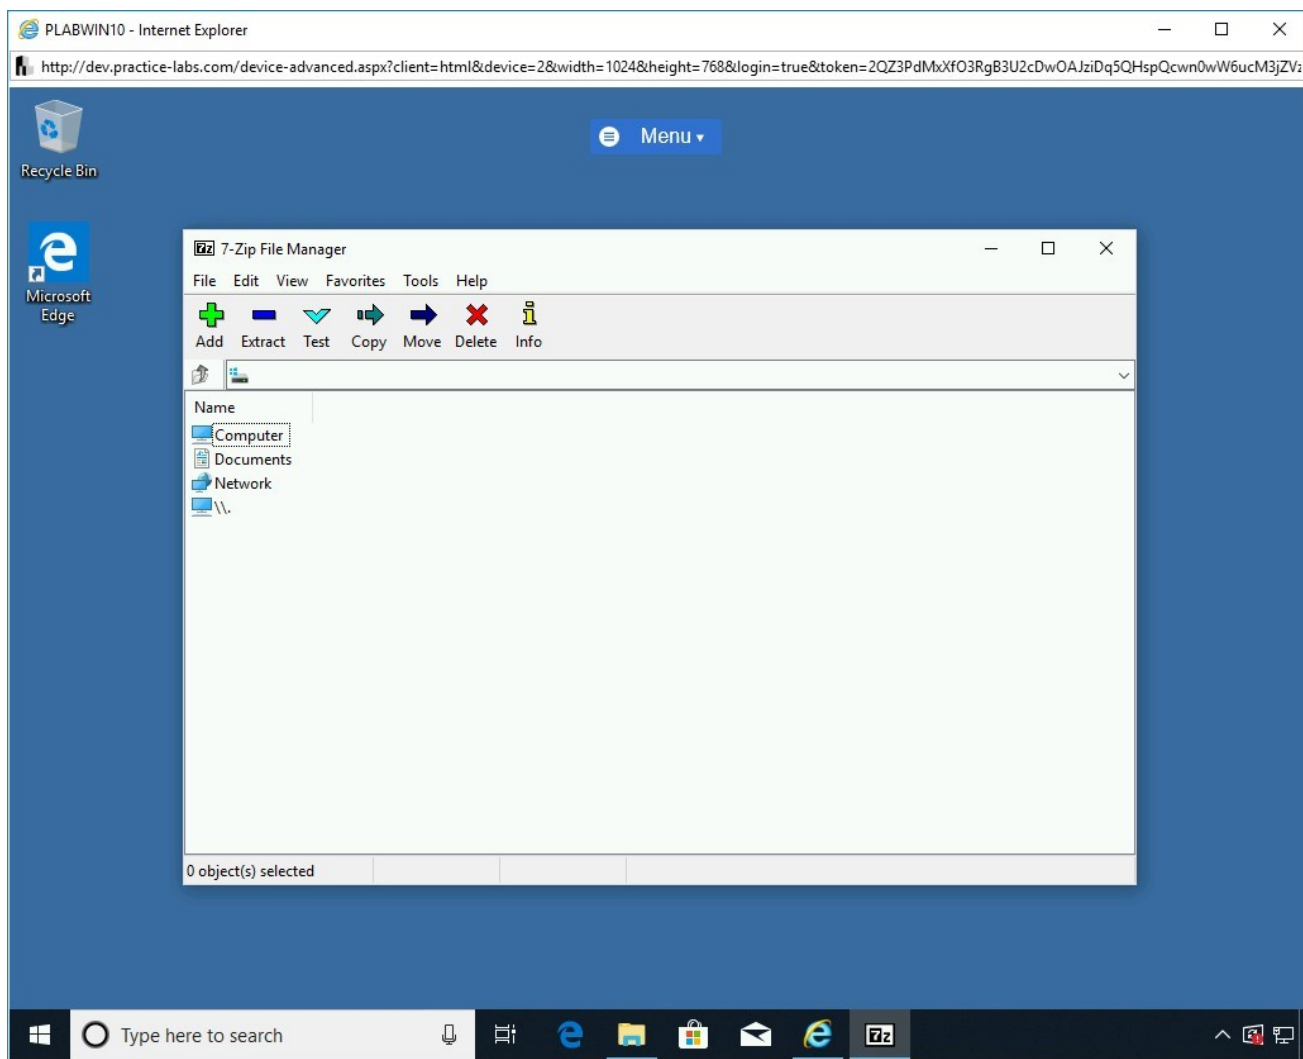 PLABWIN10 - Internet Explorer
http://dev.practice-labs.com/device-advanced.aspx?client=html&device=2&width=1024&height=768&login=true&token=2QZ3PdMxXfO3RgB3U2cDwOAJziDq5QHspQcwn0wW6ucM3jZVz
Recycle Bin
Menu
Microsoft
Edge
7-Zip File Manager
File Edit View Favorites Tools Help
Add Extract Test Copy Move Delete Info
Name
Computer
Documents
Network
\\.
0 object(s) selected
Type here to search
7z